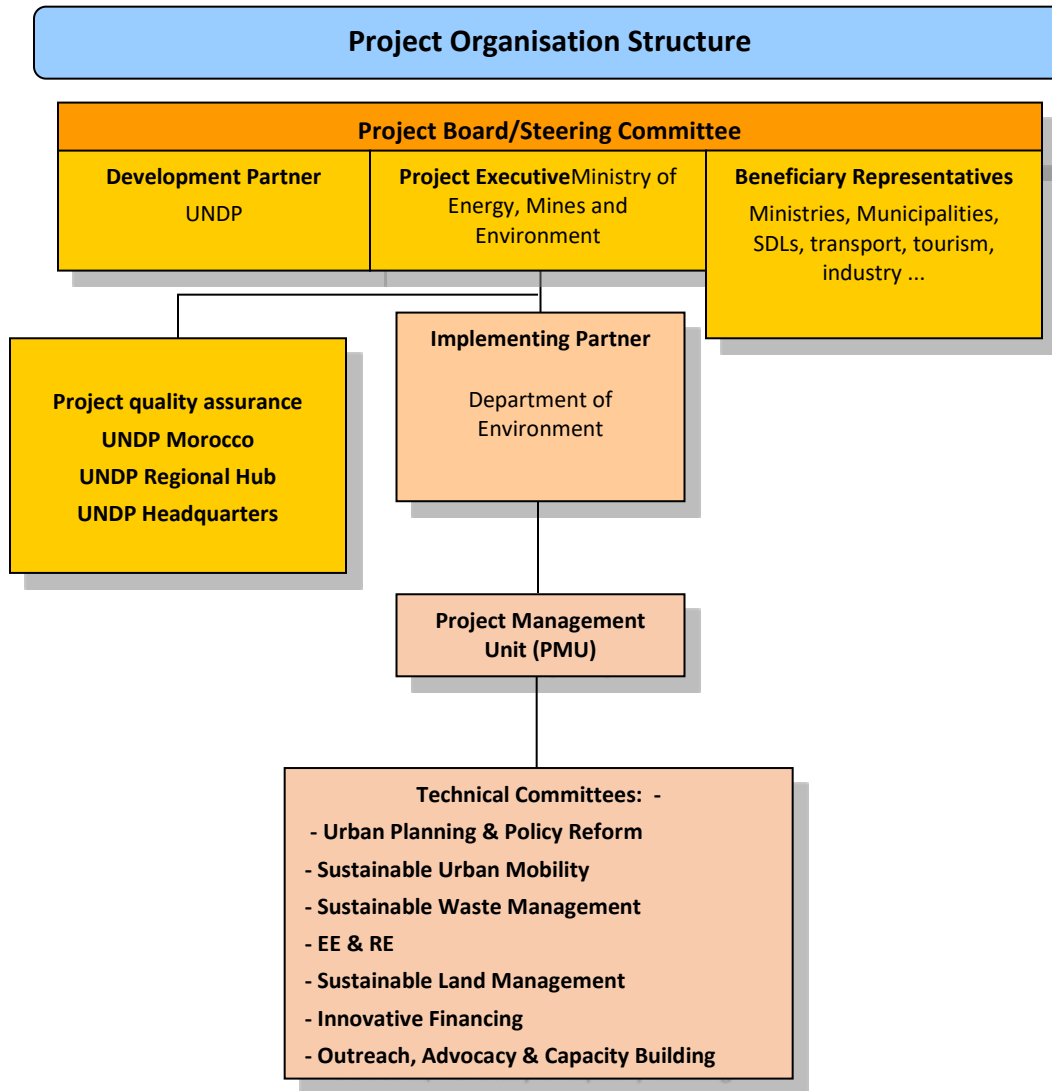 Project Organisation Structure
Project Board/Steering Committee
Development Partner
UNDP
Project ExecutiveMinistry of
Energy, Mines and
Environment
Beneficiary Representatives
Ministries, Municipalities,
SDLs, transport, tourism,
industry ...
Project quality assurance
UNDP Morocco
UNDP Regional Hub
UNDP Headquarters
Implementing Partner
Department of
Environment
Project Management
Unit (PMU)
Technical Committees:  -
- Urban Planning & Policy Reform
- Sustainable Urban Mobility
- Sustainable Waste Management
- EE & RE
- Sustainable Land Management
- Innovative Financing
- Outreach, Advocacy & Capacity Building